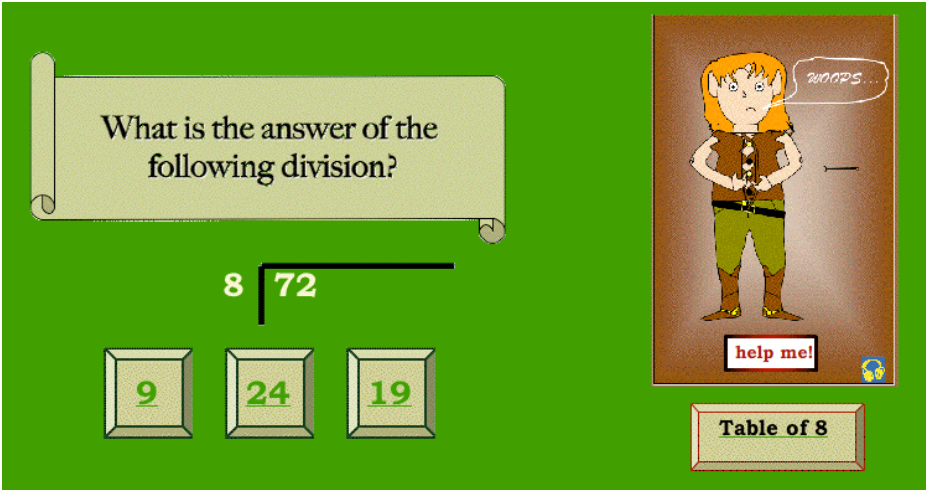 What is the answer of the
following division?
8 72
9
24
19
WOOPS...
help me!
Table of 8